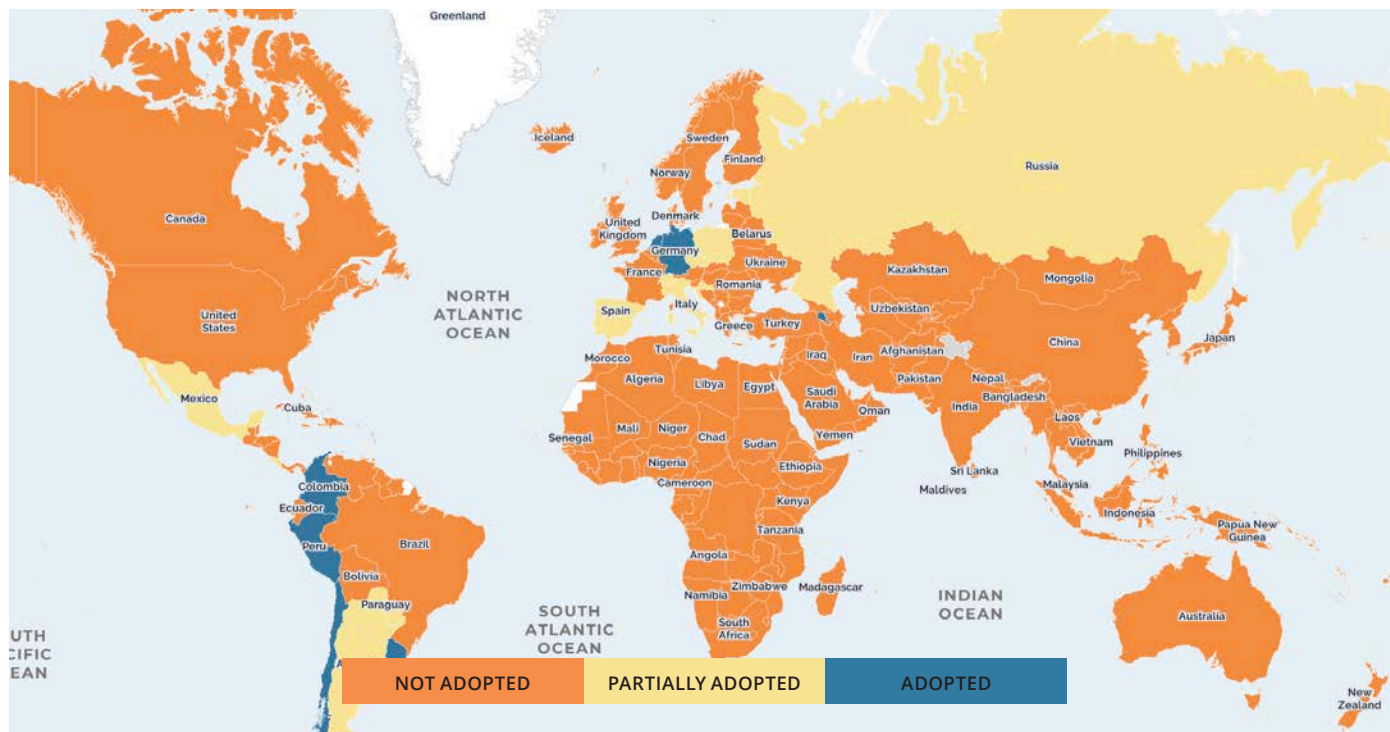 Greenland
Iceland
Sweden
Finland
Norway
Russia
Canada
Denmark
United
Kingdom
Belarus
Germany
Ukraine
France
Kazakhstan
Mongolia
Romania
NORTH
ATLANTIC
OCEAN
Italy
Spain
Uzbekistan
United
States
Greece
Turkey
Japan
China
Tunisia
Afghanistan
Morocco
Iraq
Iran
Algeria
Libya
Egypt
Pakistan
Nepal
Mexico
Saudi
Arabia
Bangladesh
Cuba
India
Oman
Laos
Mali
Niger
Chad
Senegal
Sudan
Yemen
Vietnam
Philippines
Nigeria
Ethiopia
Sri Lanka
Colombia
Cameroon
Maldives
Malaysia
Ecuador
Kenya
Indonesia
Papua New
Guinea
Tanzania
Peru
Brazil
Angola
Bolivia
Zimbabwe
Madagascar
Namibia
INDIAN
OCEAN
Paraguay
SOUTH
ATLANTIC
OCEAN
South
Africa
Australia
UTH
CIFIC
EAN
A
NOT ADOPTED
PARTIALLY ADOPTED
ADOPTED
New
Zealand